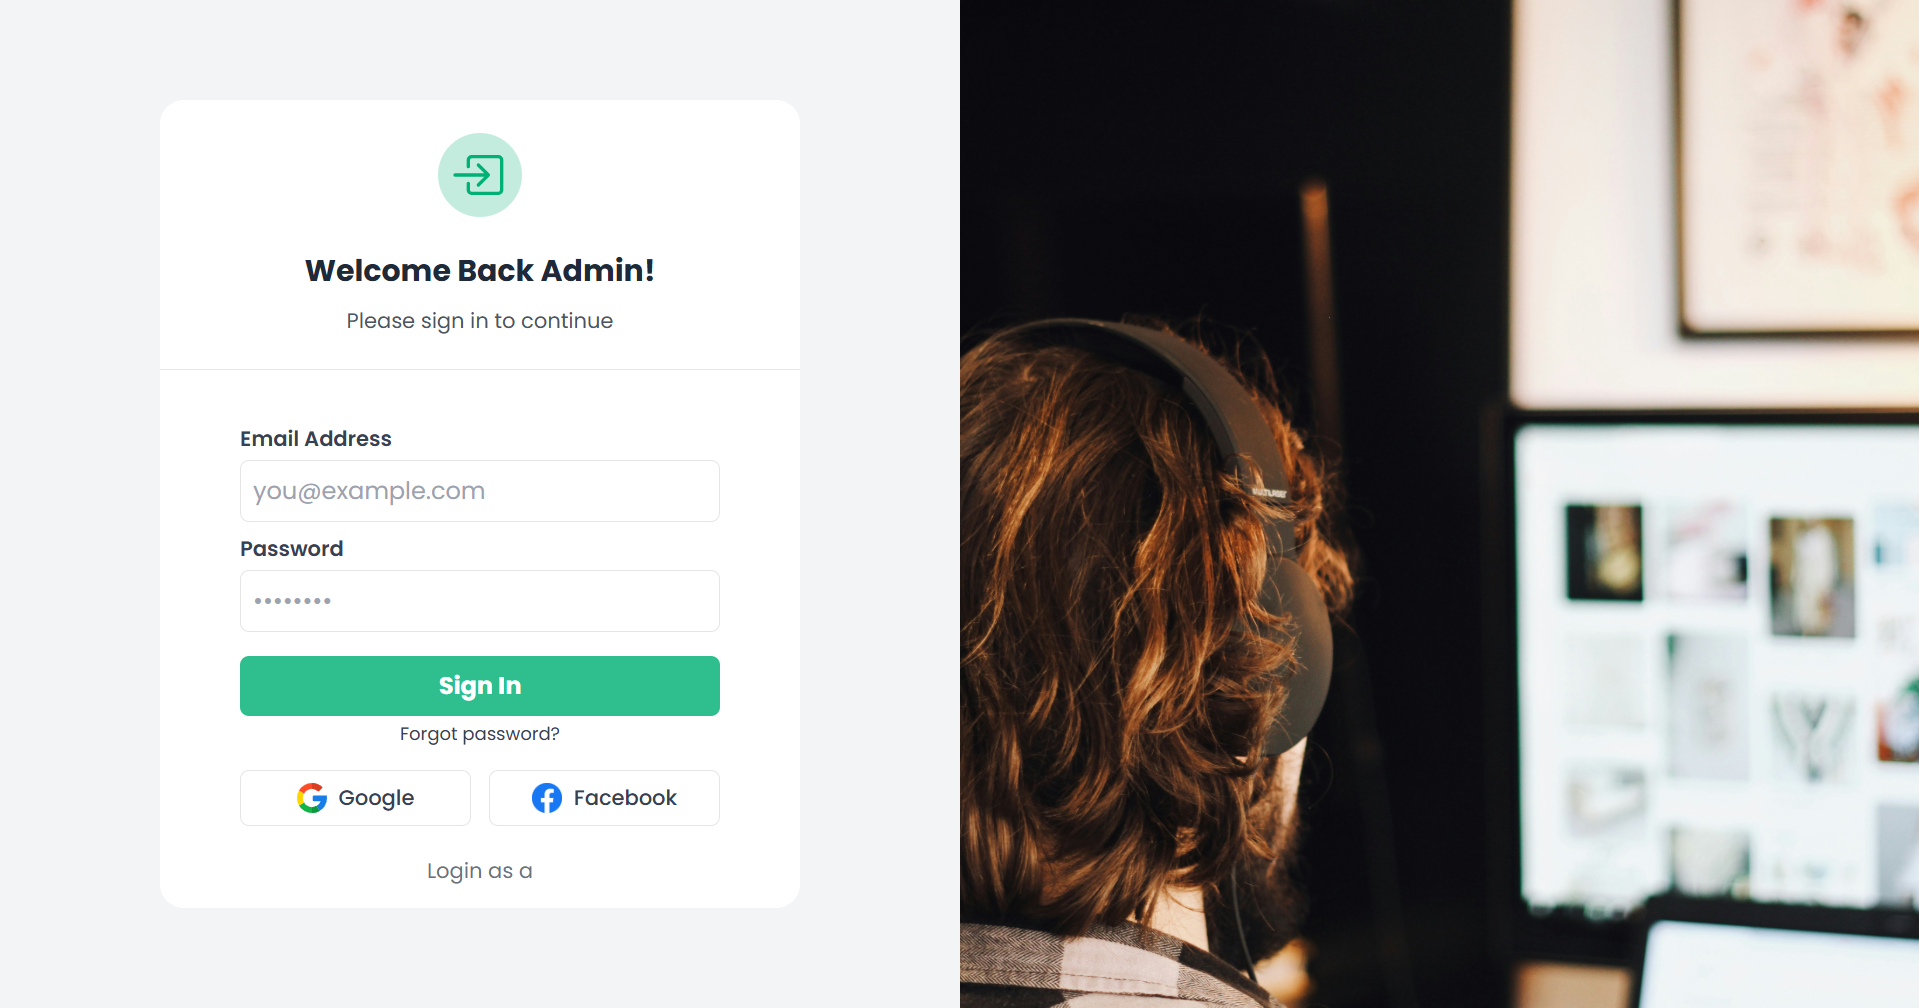 Welcome Back Admin!
Please sign in to continue
Email Address
you@example.com
Password
••••••••
Sign In
Forgot password?
Google
Facebook
Login as a